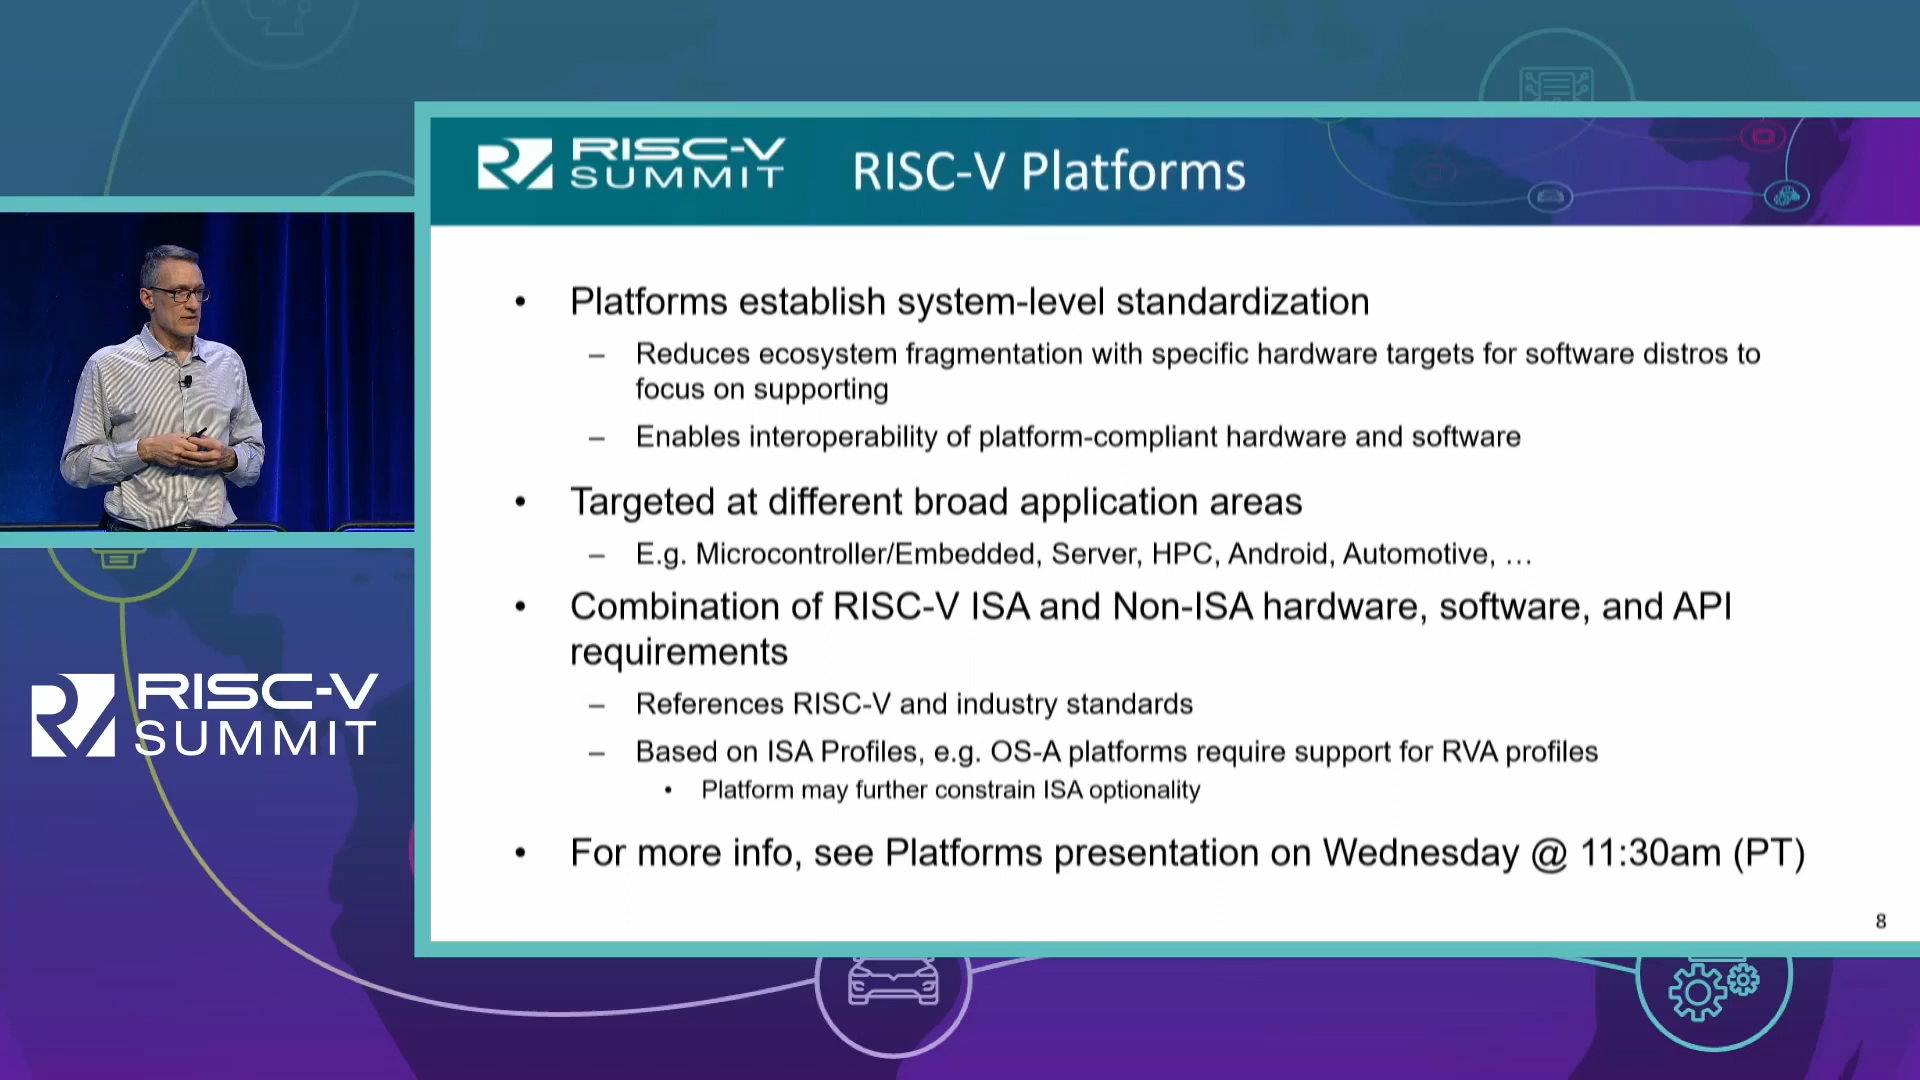 RISC-V
SUMMIT
RISC-V Platforms
• Platforms establish system-level standardization
– Reduces ecosystem fragmentation with specific hardware targets for software distros to
focus on supporting
– Enables interoperability of platform-compliant hardware and software
• Targeted at different broad application areas
– E.g. Microcontroller/Embedded, Server, HPC, Android, Automotive, …
• Combination of RISC-V ISA and Non-ISA hardware, software, and API
requirements
– References RISC-V and industry standards
– Based on ISA Profiles, e.g. OS-A platforms require support for RVA profiles
• Platform may further constrain ISA optionality
• For more info, see Platforms presentation on Wednesday @ 11:30am (PT)
8
RISC-V
SUMMIT